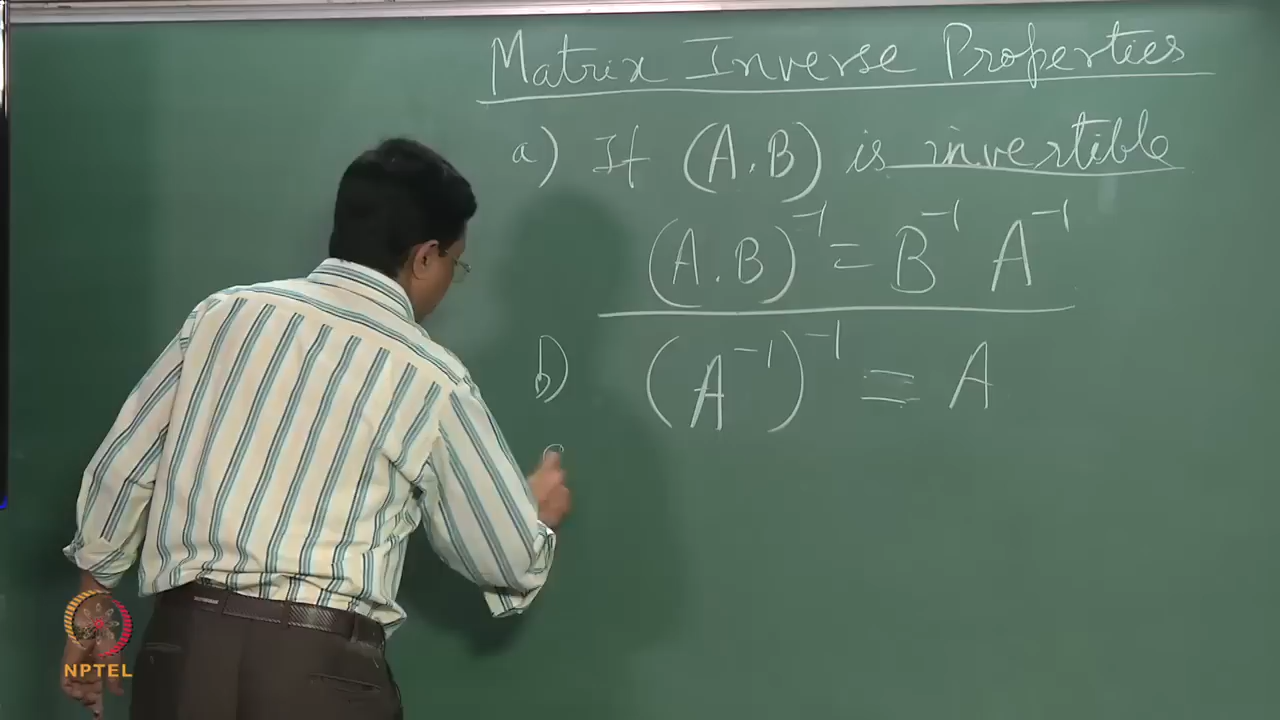 Matrix Inverse Properties
a) If (A.B) is invertible
(A.B)⁻¹ = B⁻¹ A⁻¹
b) (A⁻¹)⁻¹ = A
NPTEL